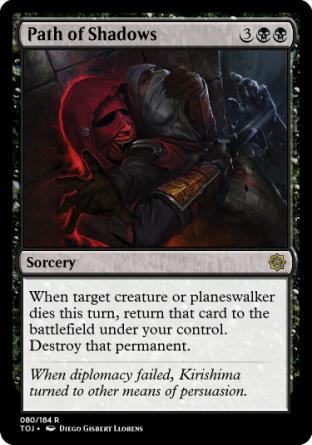 Path of Shadows 3
Sorcery
When target creature or planeswalker
dies this turn, return that card to the
battlefield under your control.
Destroy that permanent.
When diplomacy failed, Kirishima
turned to other means of persuasion.
080/184 R
TOJ • Diego Gisbert Llorens